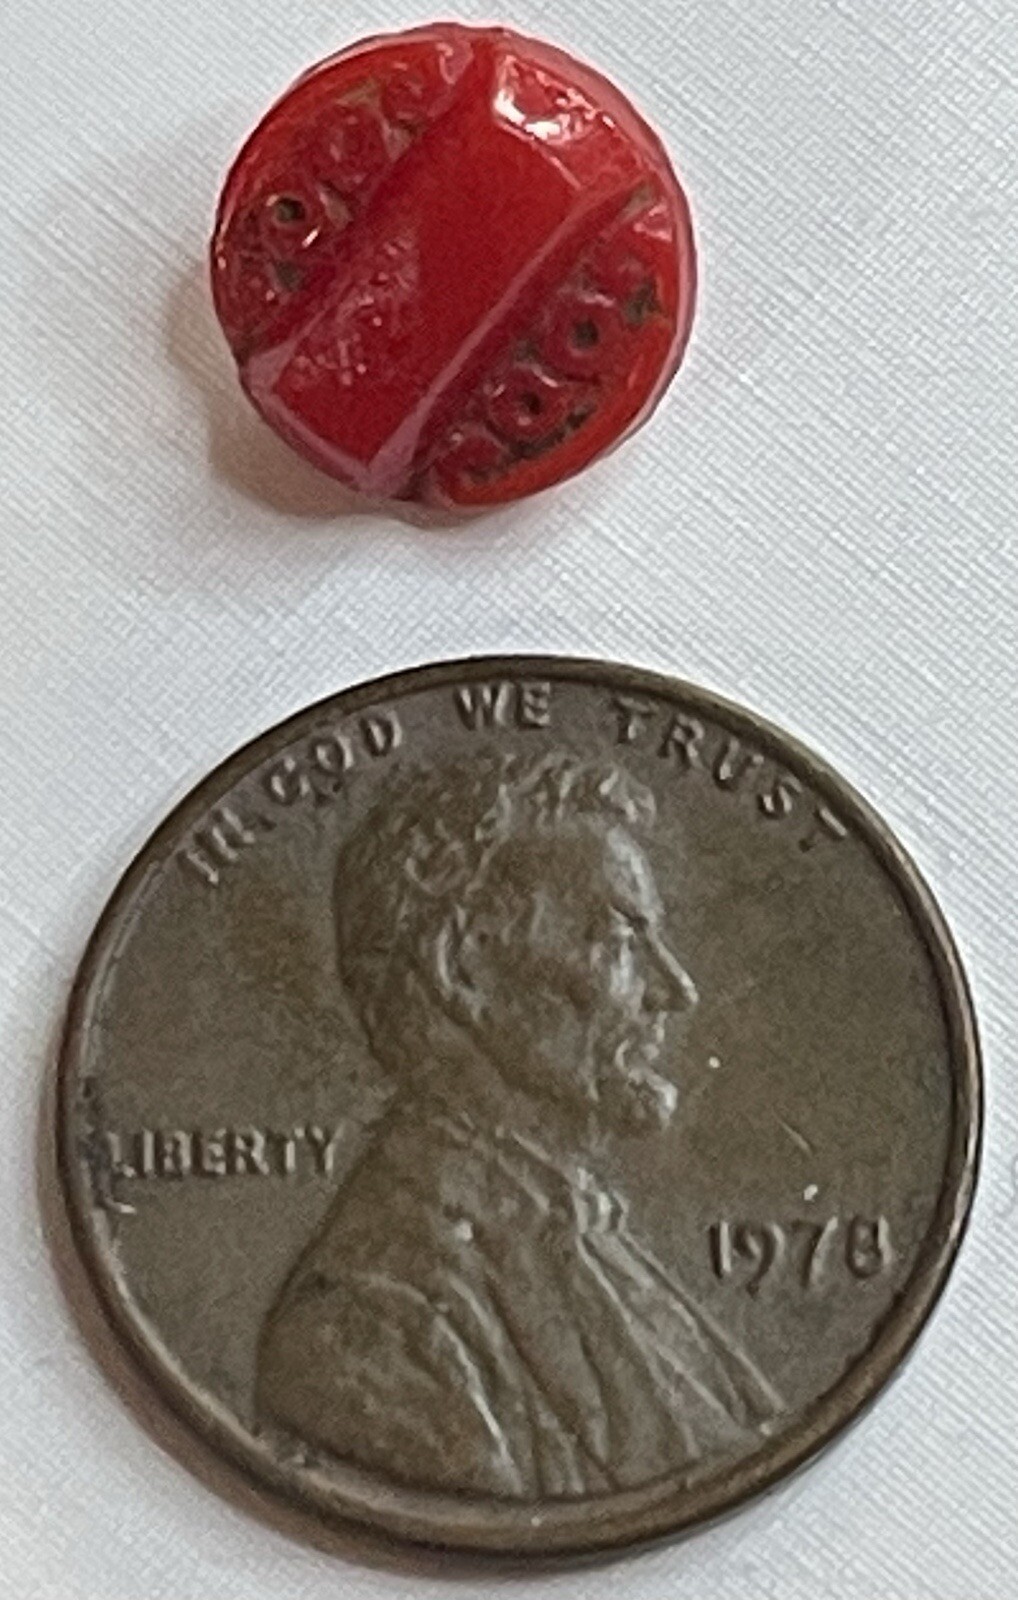 IN GOD WE TRUST
LIBERTY
1978